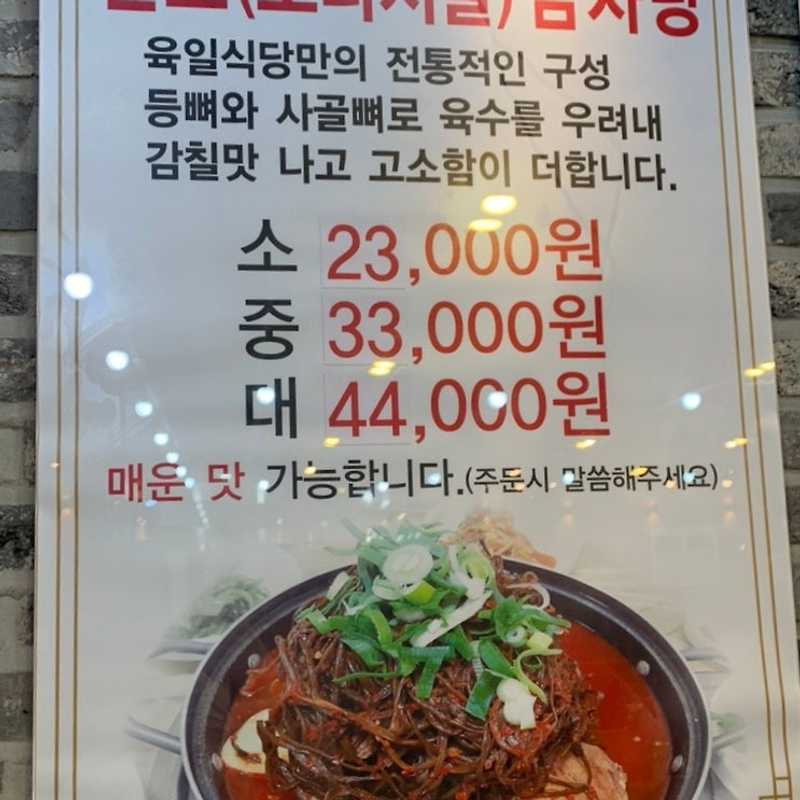 감자탕
육일식당만의 전통적인 구성
등뼈와 사골뼈로 육수를 우려내
감칠맛 나고 고소함이 더합니다.
소 23,000원
중 33,000원
대 44,000원
매운 맛 가능합니다.(주문시 말씀해주세요)